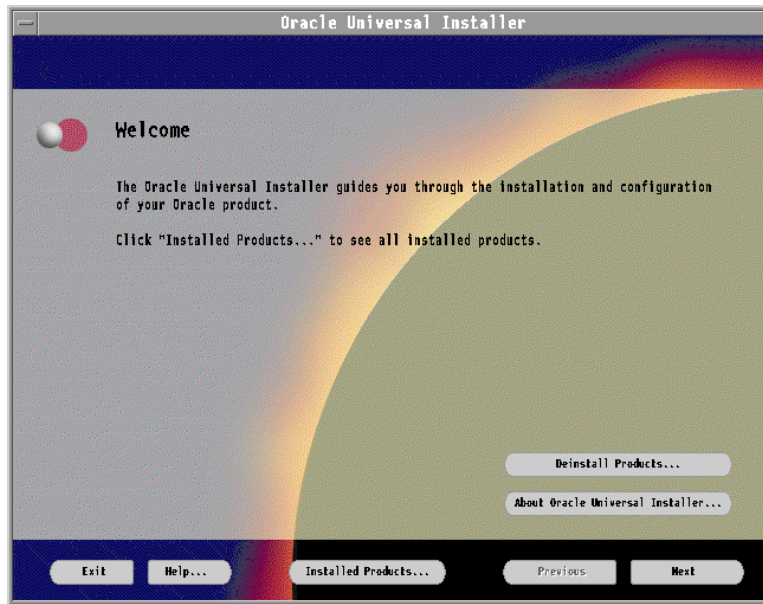 Oracle Universal Installer
Welcome
The Oracle Universal Installer guides you through the installation and configuration
of your Oracle product.
Click "Installed Products..." to see all installed products.
Deinstall Products...
About Oracle Universal Installer...
Exit
Help...
Installed Products...
Previous
Next